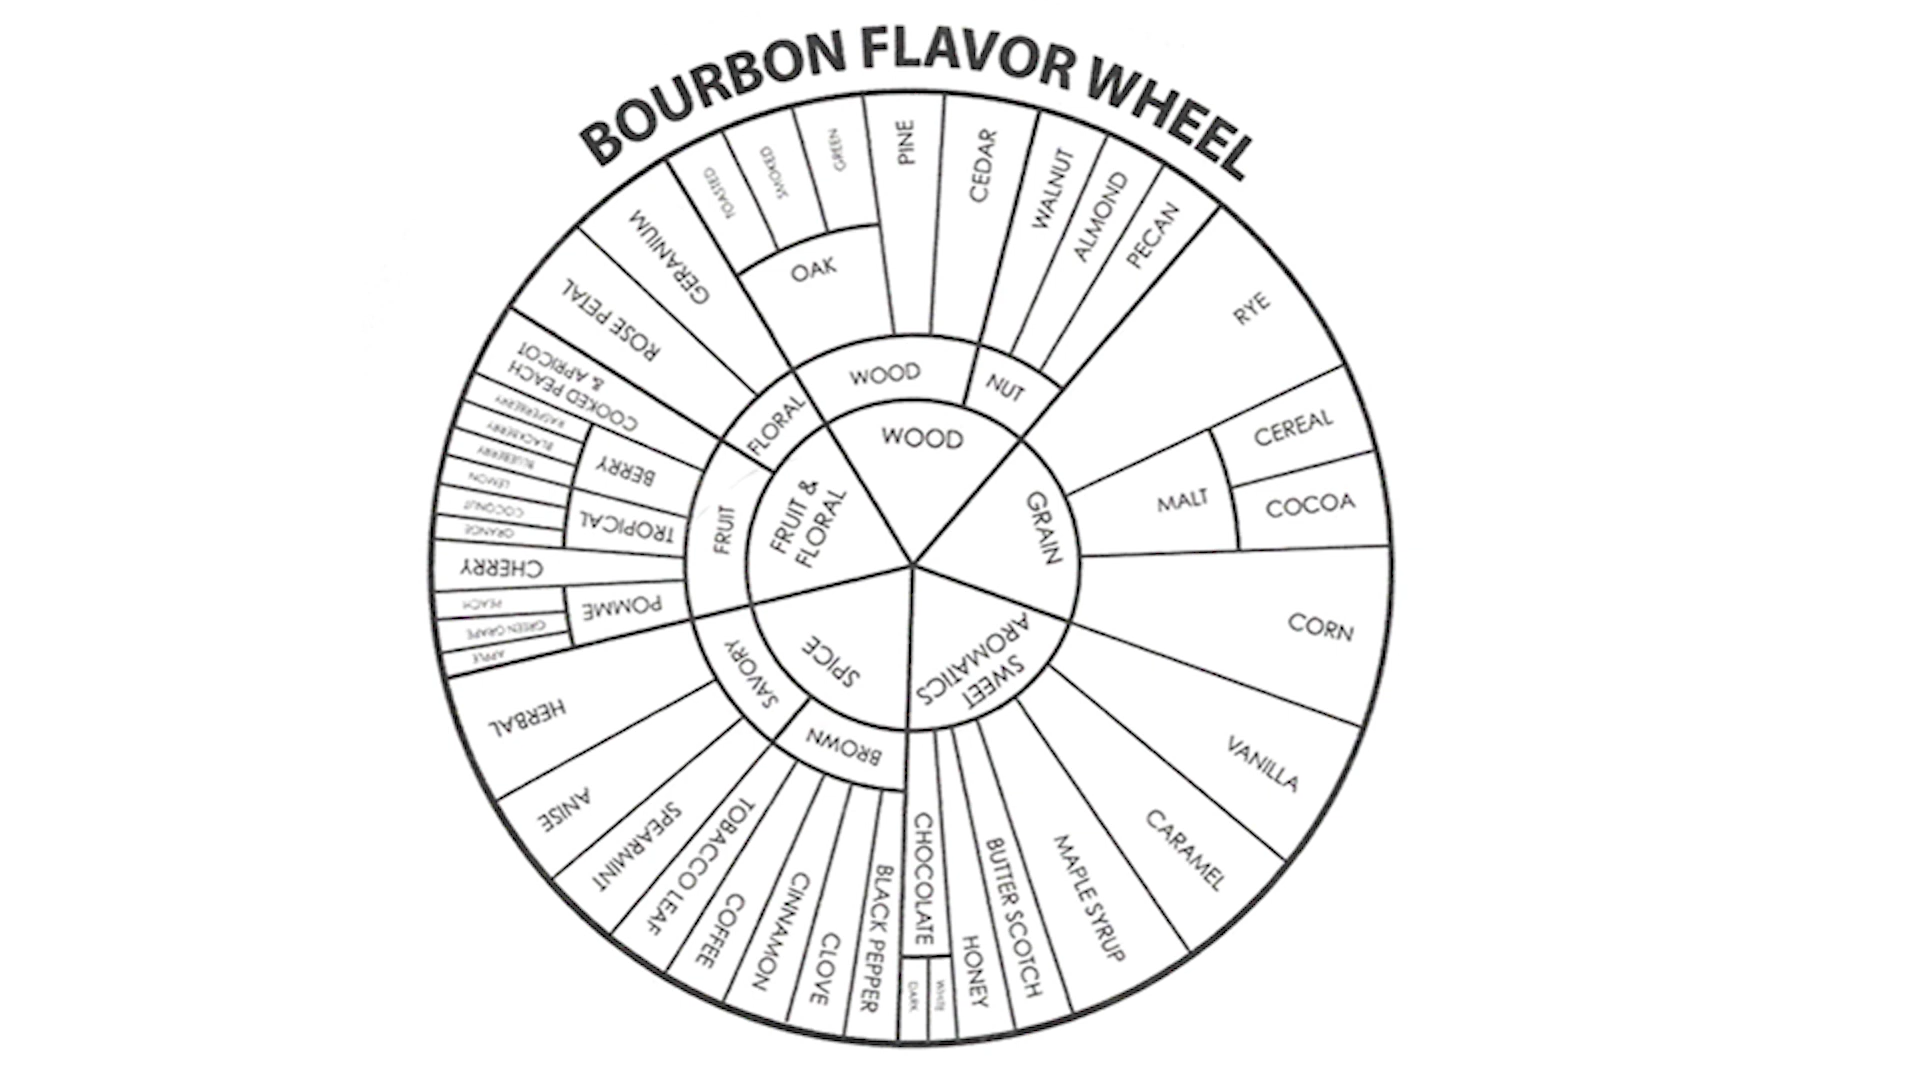 BOURBON FLAVOR WHEEL
WOOD
WOOD
OAK
TOASTED
SMOKED
GREEN
PINE
CEDAR
NUT
WALNUT
ALMOND
PECAN
GRAIN
RYE
MALT
CEREAL
COCOA
CORN
SWEET
AROMATICS
VANILLA
CARAMEL
MAPLE SYRUP
BUTTER SCOTCH
HONEY
CHOCOLATE
WHITE
DARK
SPICE
BROWN
BLACK PEPPER
CLOVE
CINNAMON
COFFEE
TOBACCO LEAF
SAVORY
SPEARMINT
ANISE
HERBAL
FRUIT &
FLORAL
FRUIT
POMME
APPLE
GREEN GRAPE
PEACH
CHERRY
TROPICAL
ORANGE
COCONUT
LEMON
BERRY
BLUEBERRY
BLACKBERRY
RASPBERRY
COOKED PEACH
& APRICOT
FLORAL
ROSE PETAL
GERANIUM